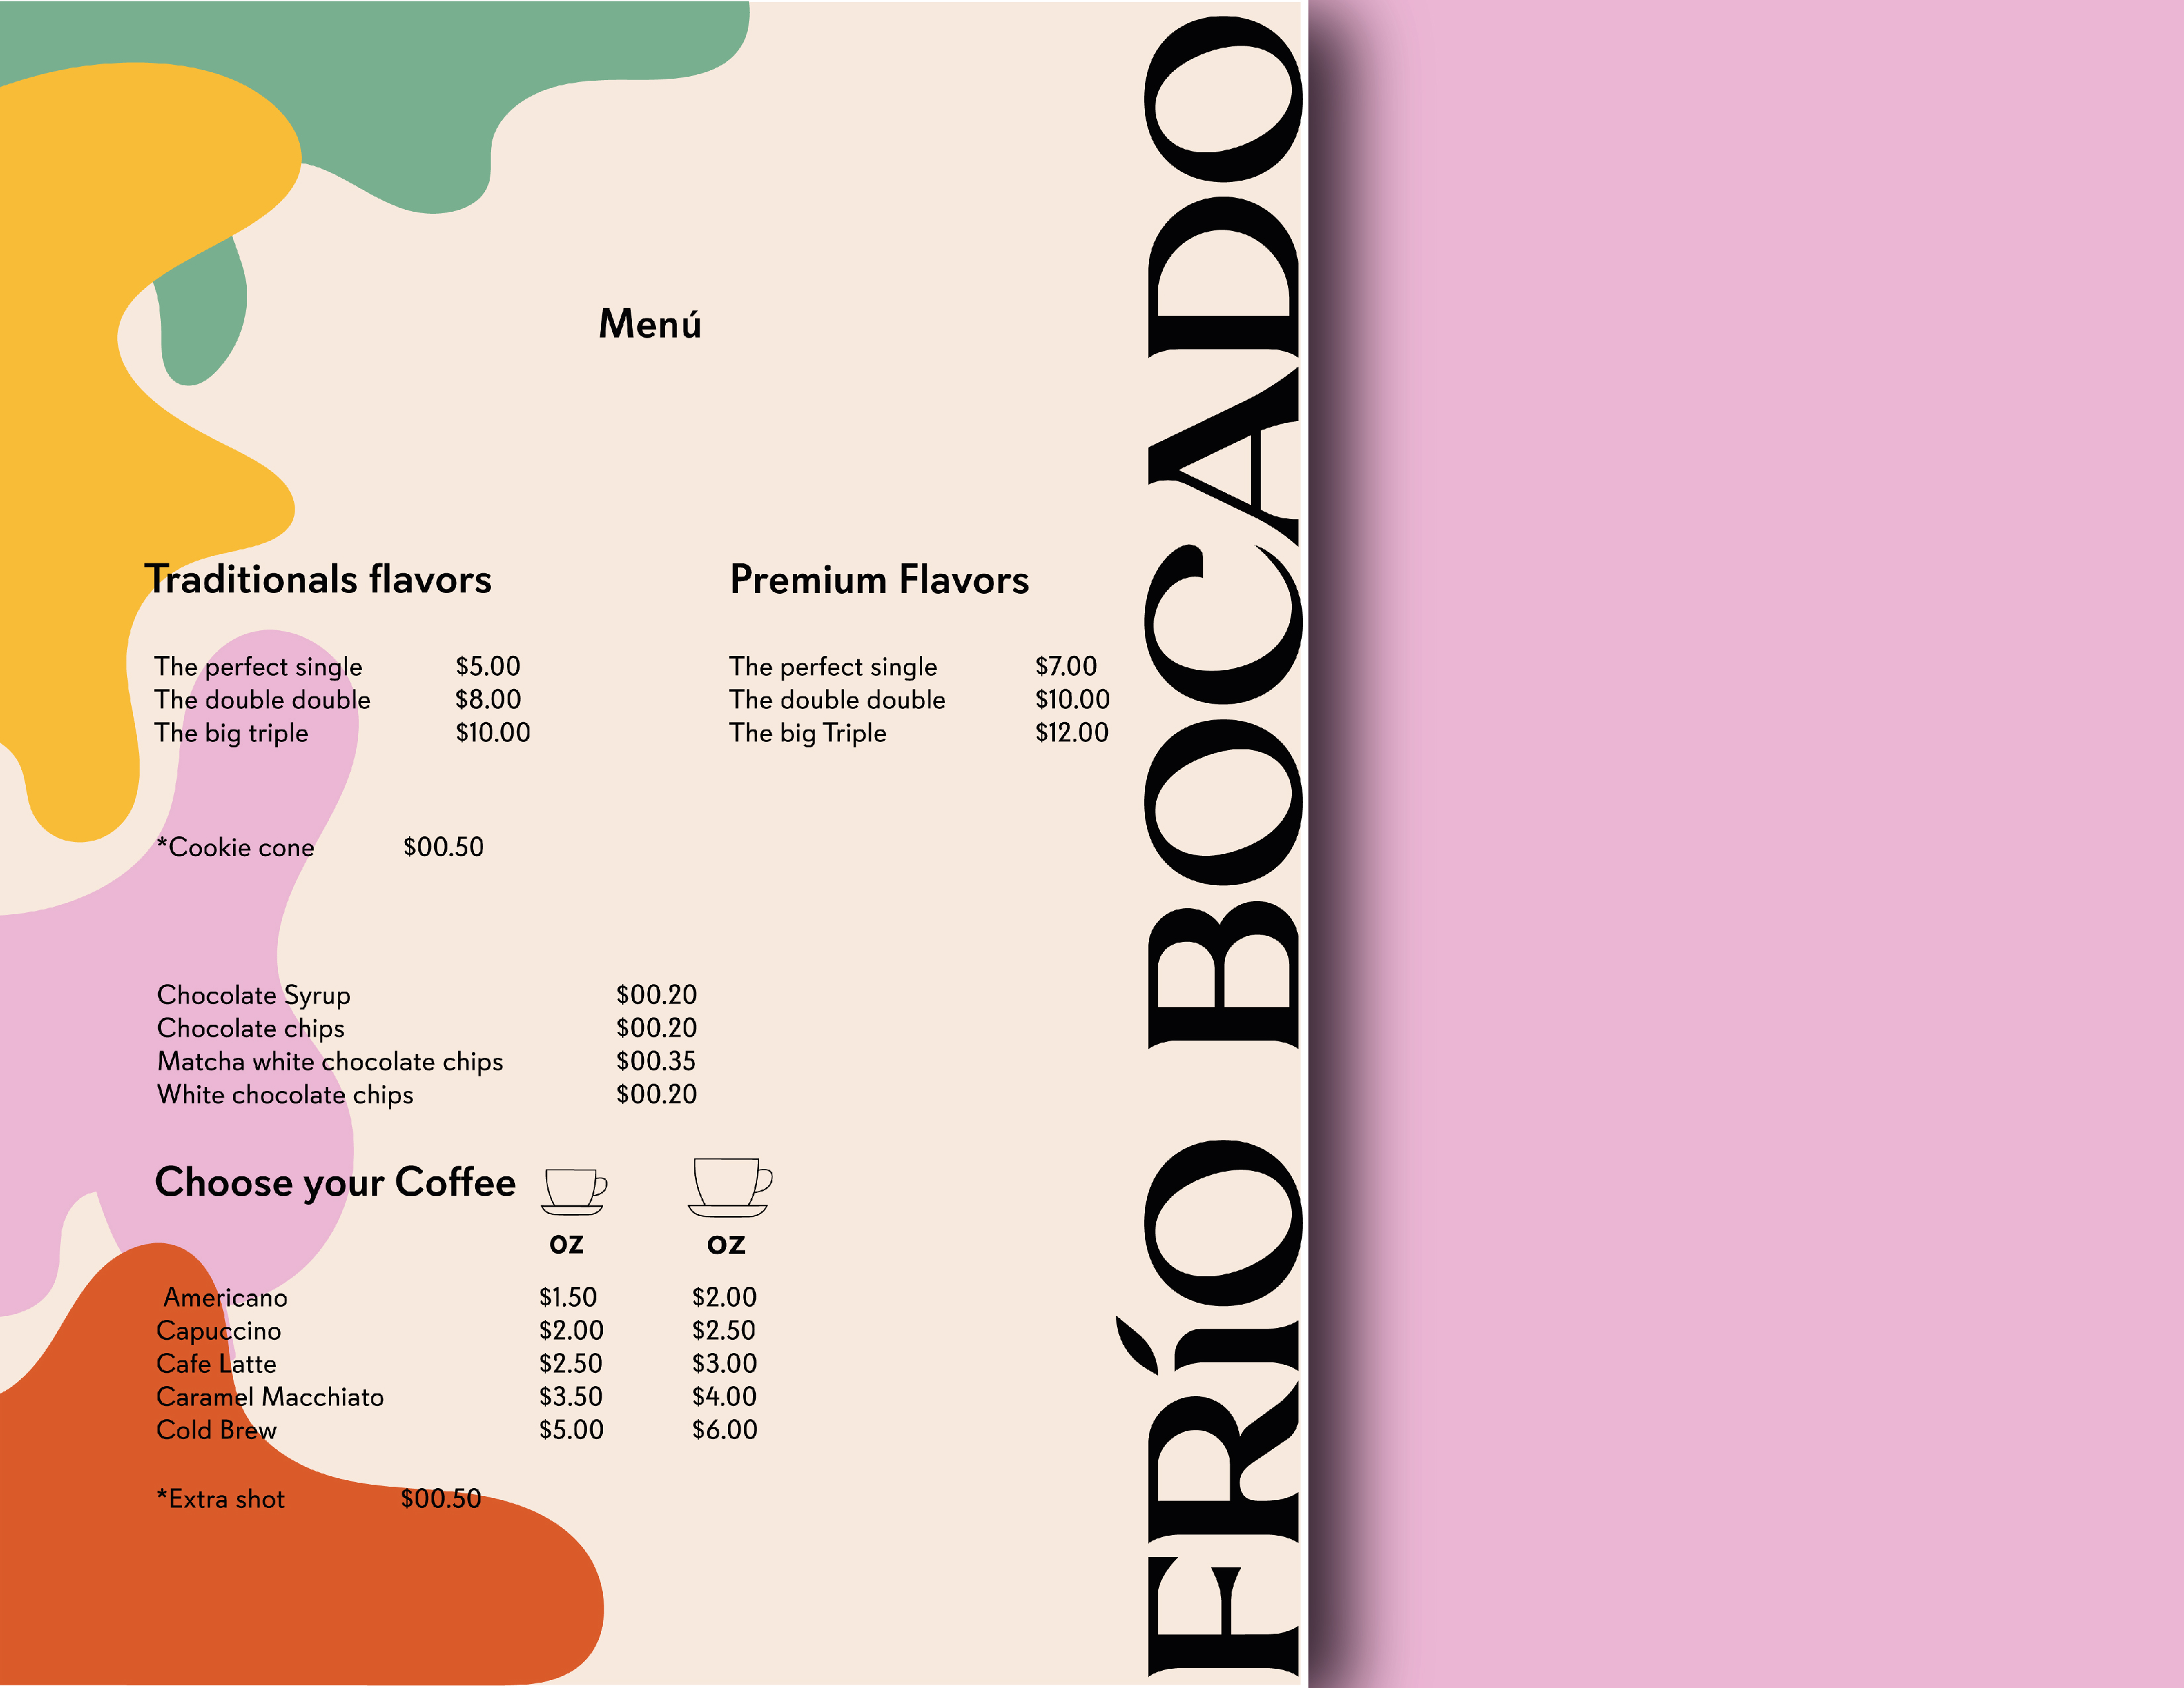 Menú
Traditionals flavors
The perfect single $5.00
The double double $8.00
The big triple $10.00
Premium Flavors
The perfect single $7.00
The double double $10.00
The big Triple $12.00
*Cookie cone $00.50
Chocolate Syrup $00.20
Chocolate chips $00.20
Matcha white chocolate chips $00.35
White chocolate chips $00.20
Choose your Coffee
oz oz
Americano $1.50 $2.00
Capuccino $2.00 $2.50
Cafe Latte $2.50 $3.00
Caramel Macchiato $3.50 $4.00
Cold Brew $5.00 $6.00
*Extra shot $00.50
FRíO BOCADO